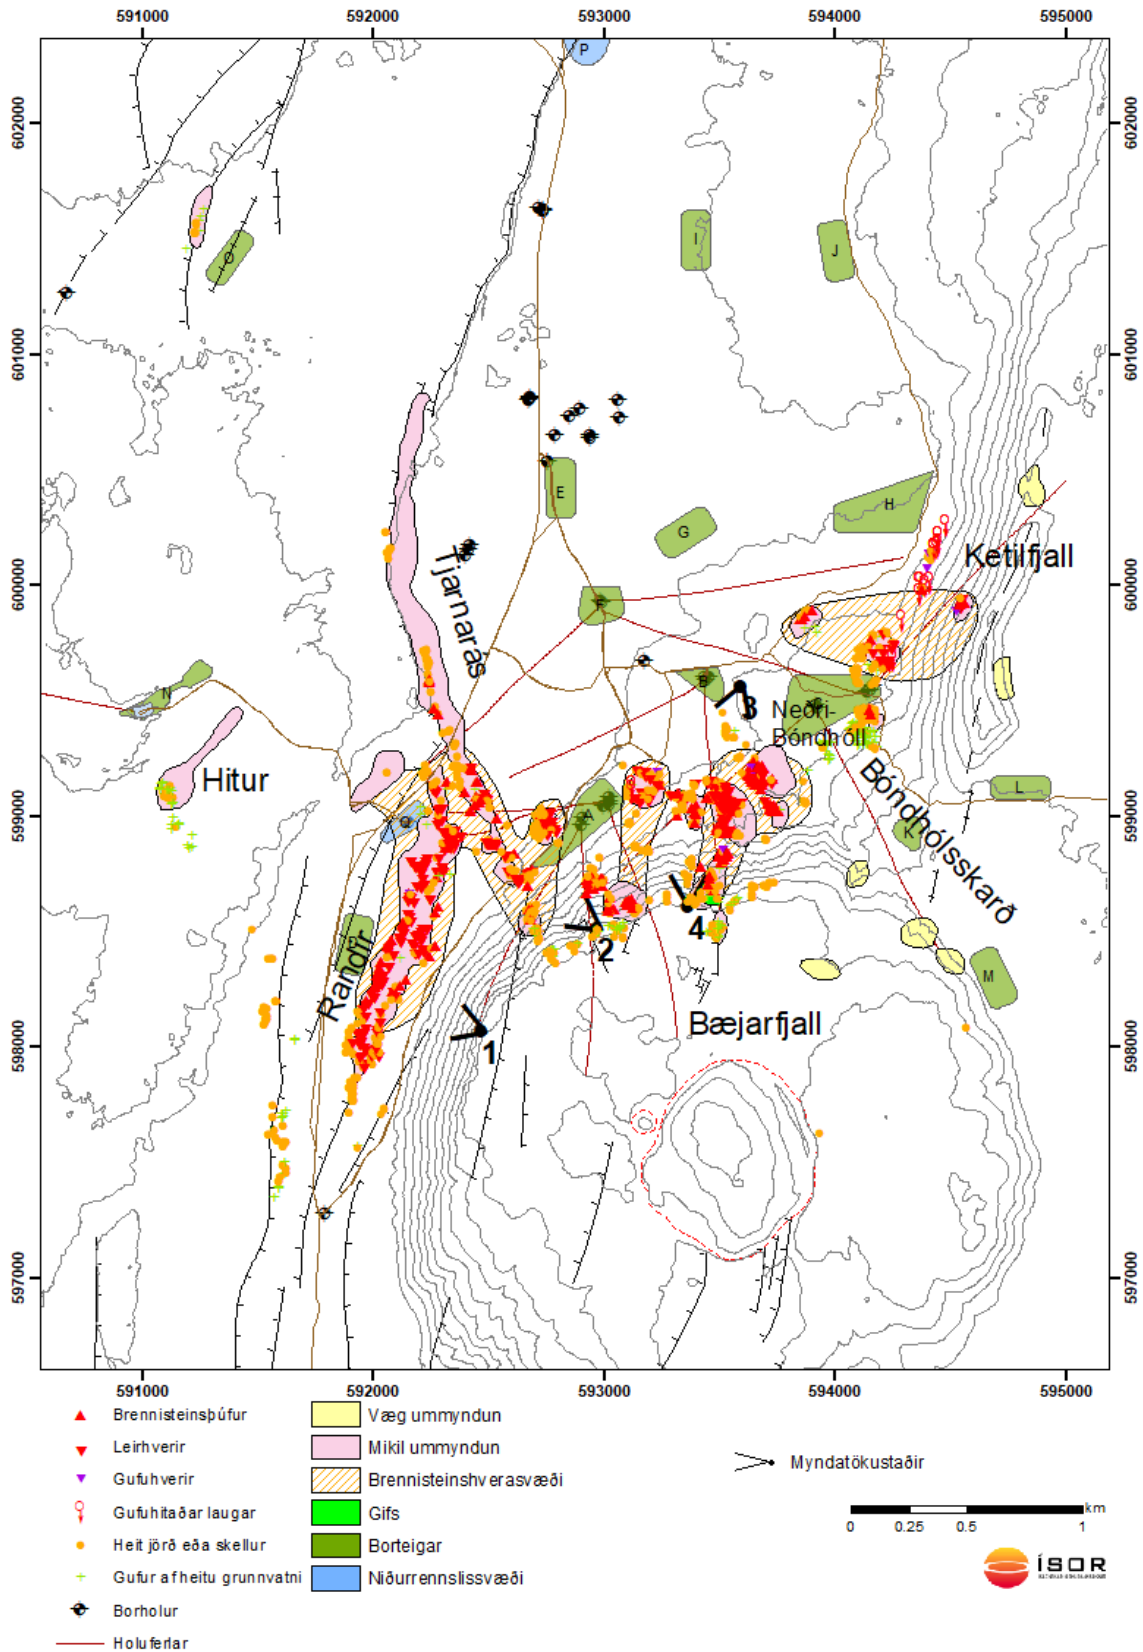 591000 592000 593000 594000 595000
602000 602000
601000 601000
600000 600000
599000 599000
598000 598000
597000 597000
P
O
I
J
E
G
H
F
Ketilfjall
Tjarnarás
N
B
3
Neðri-
Bóndhóll
Hitur
Q
A
L
K
Bóndhólsskarð
Randir
2
4
M
1
Bæjarfjall
591000 592000 593000 594000 595000
Brennisteinsþúfur
Leirhverir
Gufuhverir
Gufuhitaðar laugar
Heit jörð eða skellur
Gufur af heitu grunnvatni
Borholur
Holuferlar
Væg ummyndun
Mikil ummyndun
Brennisteinshverasvæði
Gifs
Borteigar
Niðurrennslissvæði
Myndatökustaðir
km
0 0.25 0.5 1
ÍSOR